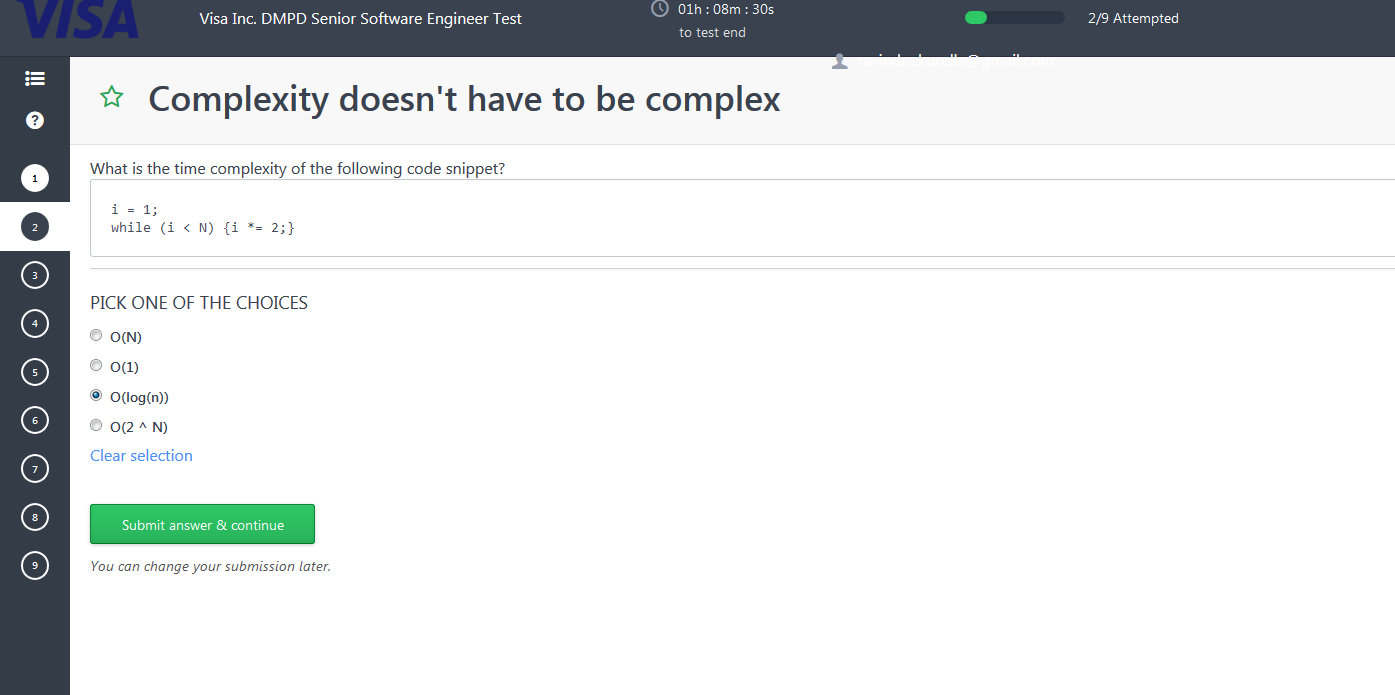 VISA
Visa Inc. DMPD Senior Software Engineer Test
01h : 08m : 30s
to test end
2/9 Attempted
Complexity doesn't have to be complex
What is the time complexity of the following code snippet?
i = 1;
while (i < N) {i *= 2;}
PICK ONE OF THE CHOICES
O(N)
O(1)
O(log(n))
O(2 ^ N)
Clear selection
Submit answer & continue
You can change your submission later.
?
1
2
3
4
5
6
7
8
9